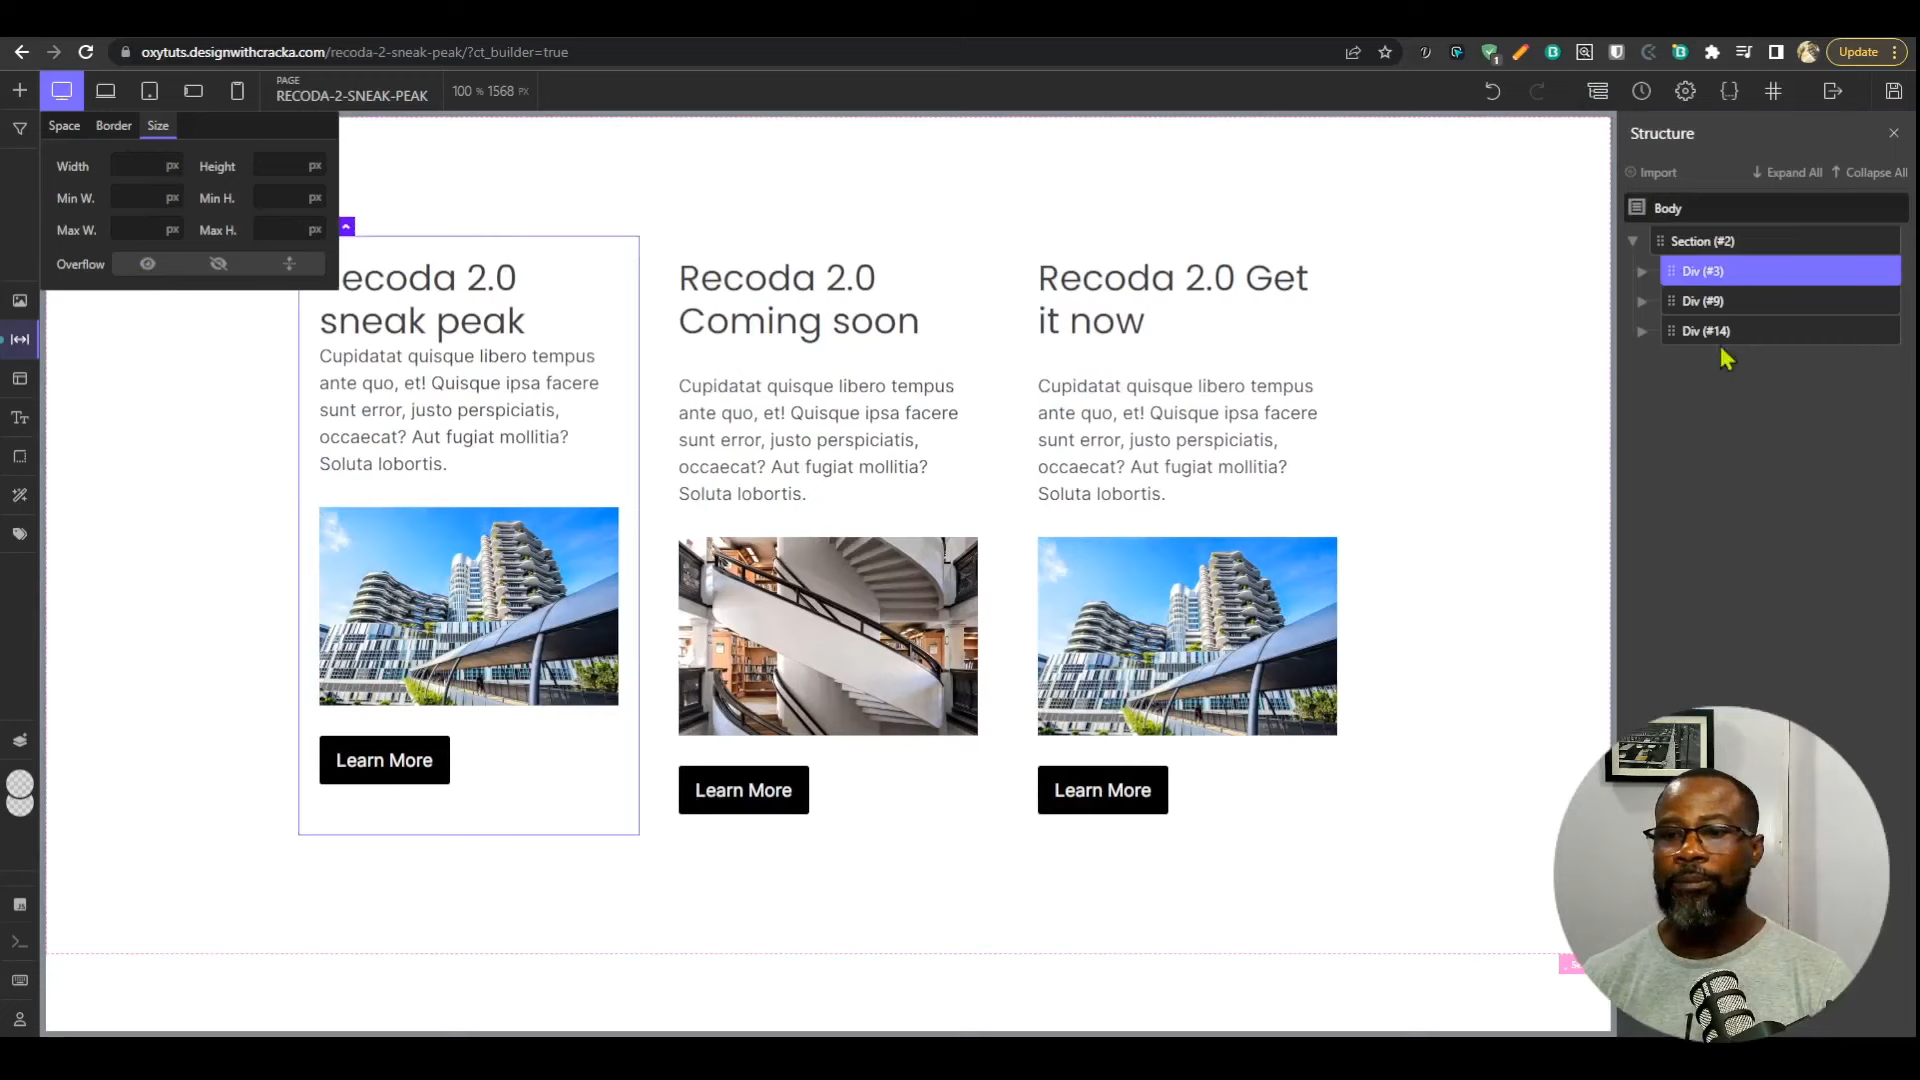 oxytuts.designwithcracka.com/recoda-2-sneak-peak/?ct_builder=true
1
Update
PAGE
RECODA-2-SNEAK-PEAK
100 % 1568 PX
Space Border Size
Width px Height px
Min W. px Min H. px
Max W. px Max H. px
Overflow
Recoda 2.0
Coming soon
Recoda 2.0 Get
it now
ecoda 2.0
sneak peak
Cupidatat quisque libero tempus
ante quo, et! Quisque ipsa facere
sunt error, justo perspiciatis,
occaecat? Aut fugiat mollitia?
Soluta lobortis.
Learn More
Cupidatat quisque libero tempus
ante quo, et! Quisque ipsa facere
sunt error, justo perspiciatis,
occaecat? Aut fugiat mollitia?
Soluta lobortis.
Learn More
Cupidatat quisque libero tempus
ante quo, et! Quisque ipsa facere
sunt error, justo perspiciatis,
occaecat? Aut fugiat mollitia?
Soluta lobortis.
Learn More
Structure
Import Expand All Collapse All
Body
Section (#2)
Div (#3)
Div (#9)
Div (#14)
Tт
JS